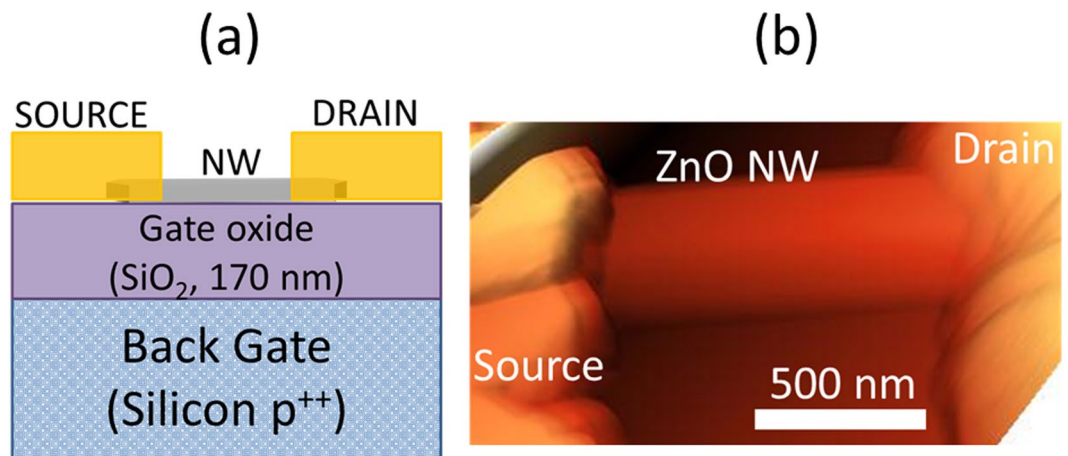 (a)
SOURCE
DRAIN
NW
Gate oxide
(SiO₂, 170 nm)
Back Gate
(Silicon p⁺⁺)
(b)
ZnO NW
Drain
Source
500 nm